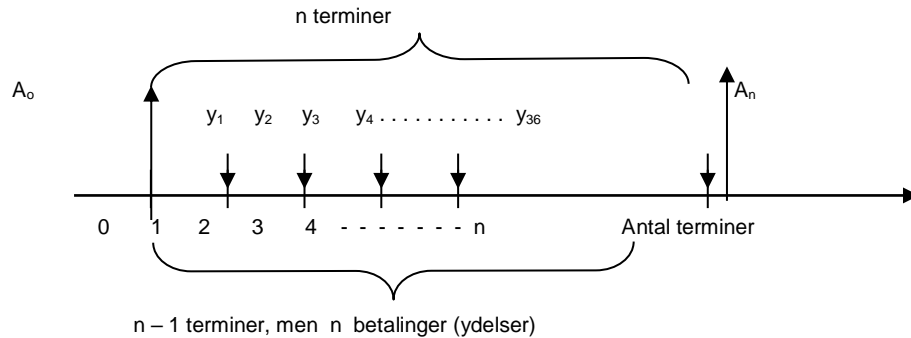 n terminer
Aₒ Aₙ
y₁ y₂ y₃ y₄ . . . . . . . . . . . y₃₆
0 1 2 3 4 - - - - - - - n Antal terminer
n – 1 terminer, men n betalinger (ydelser)